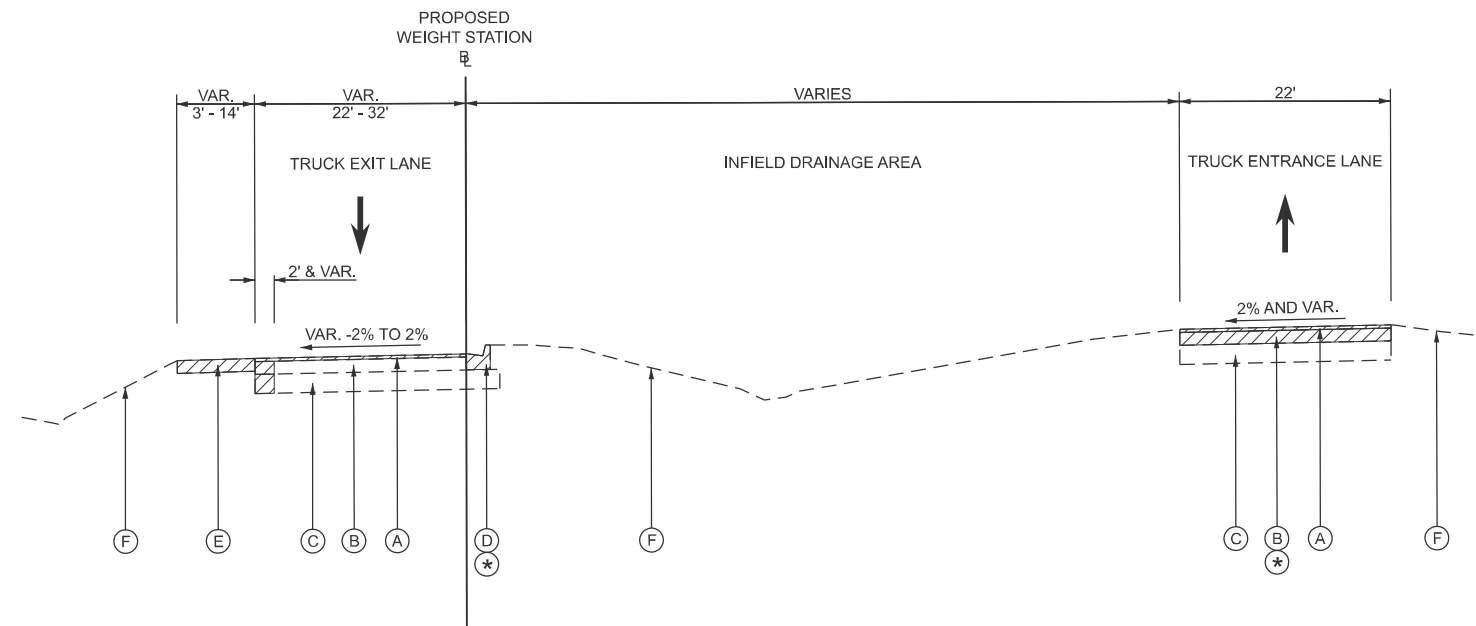 PROPOSED
WEIGHT STATION
BL
VAR.
3' - 14'
VAR.
22' - 32'
VARIES
22'
TRUCK EXIT LANE
INFIELD DRAINAGE AREA
TRUCK ENTRANCE LANE
2' & VAR.
VAR. -2% TO 2%
2% AND VAR.
F
E
C
B
A
D
*
F
C
B
*
A
F